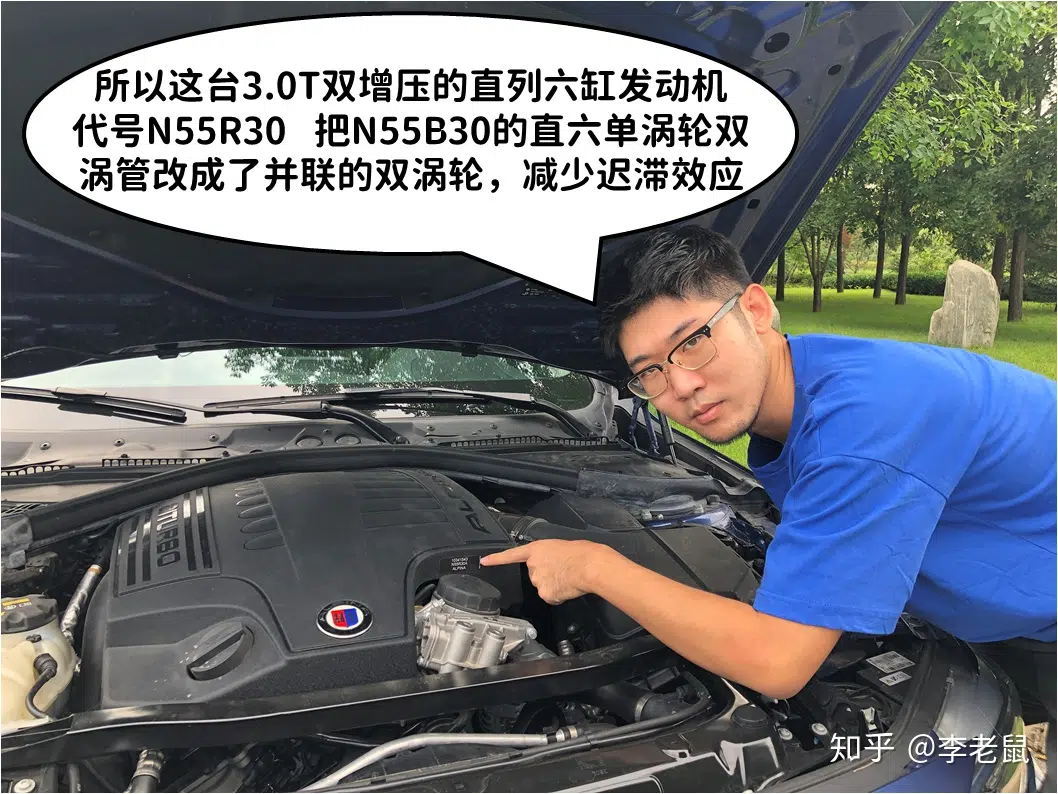 所以这台3.0T双增压的直列六缸发动机
代号N55R30 把N55B30的直六单涡轮双
涡管改成了并联的双涡轮，减少迟滞效应
ALPINA
知乎 @李老鼠